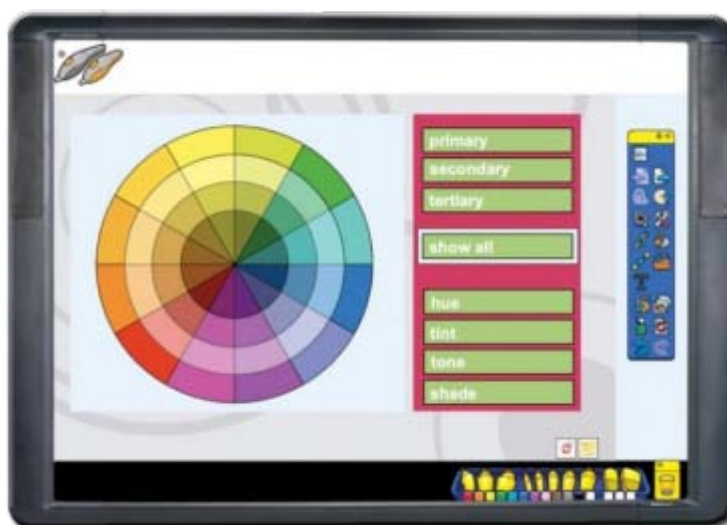 primary
secondary
tertiary
show all
hue
tint
tone
shade